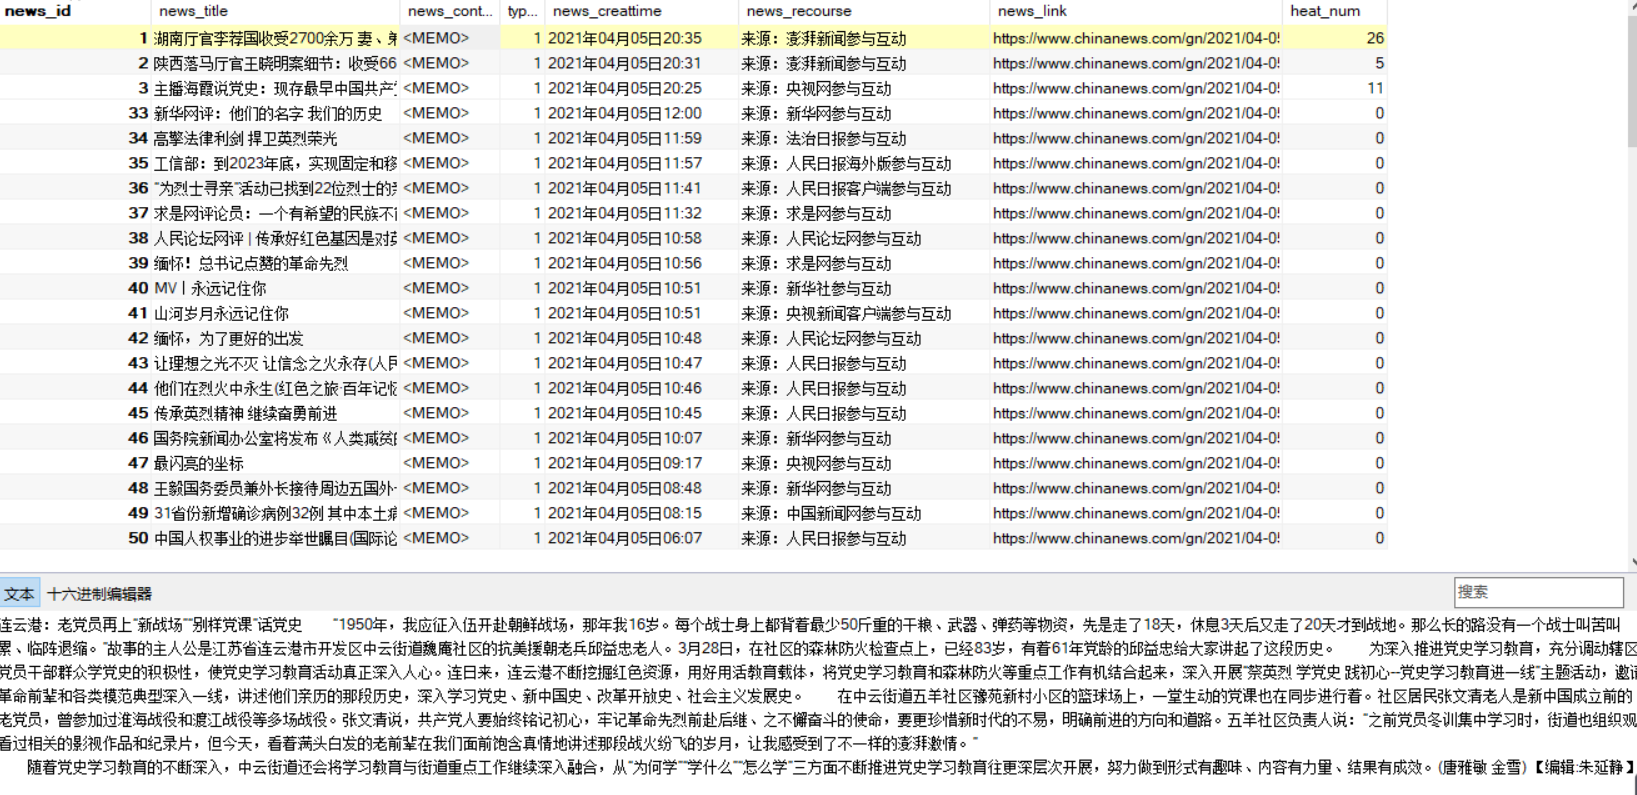 news_id news_title news_cont... typ... news_creattime news_recourse news_link heat_num
1 湖南厅官李荐国收受2700余万 妻、弟 <MEMO> 1 2021年04月05日20:35 来源：澎湃新闻参与互动 https://www.chinanews.com/gn/2021/04-05 26
2 陕西落马厅官王晓明案细节：收受66 <MEMO> 1 2021年04月05日20:31 来源：澎湃新闻参与互动 https://www.chinanews.com/gn/2021/04-05 5
3 主播海霞说党史：现存最早中国共产党 <MEMO> 1 2021年04月05日20:25 来源：央视网参与互动 https://www.chinanews.com/gn/2021/04-05 11
33 新华网评：他们的名字 我们的历史 <MEMO> 1 2021年04月05日12:00 来源：新华网参与互动 https://www.chinanews.com/gn/2021/04-05 0
34 高擎法律利剑 捍卫英烈荣光 <MEMO> 1 2021年04月05日11:59 来源：法治日报参与互动 https://www.chinanews.com/gn/2021/04-05 0
35 工信部：到2023年底，实现固定和移 <MEMO> 1 2021年04月05日11:57 来源：人民日报海外版参与互动 https://www.chinanews.com/gn/2021/04-05 0
36 "为烈士寻亲"活动已找到22位烈士的亲 <MEMO> 1 2021年04月05日11:41 来源：人民日报客户端参与互动 https://www.chinanews.com/gn/2021/04-05 0
37 求是网评论员：一个有希望的民族不能 <MEMO> 1 2021年04月05日11:32 来源：求是网参与互动 https://www.chinanews.com/gn/2021/04-05 0
38 人民论坛网评 | 传承好红色基因是对英 <MEMO> 1 2021年04月05日10:58 来源：人民论坛网参与互动 https://www.chinanews.com/gn/2021/04-05 0
39 缅怀！总书记点赞的革命先烈 <MEMO> 1 2021年04月05日10:56 来源：求是网参与互动 https://www.chinanews.com/gn/2021/04-05 0
40 MV丨永远记住你 <MEMO> 1 2021年04月05日10:51 来源：新华社参与互动 https://www.chinanews.com/gn/2021/04-05 0
41 山河岁月永远记住你 <MEMO> 1 2021年04月05日10:51 来源：央视新闻客户端参与互动 https://www.chinanews.com/gn/2021/04-05 0
42 缅怀，为了更好的出发 <MEMO> 1 2021年04月05日10:48 来源：人民论坛网参与互动 https://www.chinanews.com/gn/2021/04-05 0
43 让理想之光不灭 让信念之火永存(人民 <MEMO> 1 2021年04月05日10:47 来源：人民日报参与互动 https://www.chinanews.com/gn/2021/04-05 0
44 他们在烈火中永生(红色之旅·百年记忆 <MEMO> 1 2021年04月05日10:46 来源：人民日报参与互动 https://www.chinanews.com/gn/2021/04-05 0
45 传承英烈精神 继续奋勇前进 <MEMO> 1 2021年04月05日10:45 来源：人民日报参与互动 https://www.chinanews.com/gn/2021/04-05 0
46 国务院新闻办公室将发布《人类减贫的 <MEMO> 1 2021年04月05日10:07 来源：新华网参与互动 https://www.chinanews.com/gn/2021/04-05 0
47 最闪亮的坐标 <MEMO> 1 2021年04月05日09:17 来源：央视网参与互动 https://www.chinanews.com/gn/2021/04-05 0
48 王毅国务委员兼外长接待周边五国外长 <MEMO> 1 2021年04月05日08:48 来源：新华网参与互动 https://www.chinanews.com/gn/2021/04-05 0
49 31省份新增确诊病例32例 其中本土病 <MEMO> 1 2021年04月05日08:15 来源：中国新闻网参与互动 https://www.chinanews.com/gn/2021/04-05 0
50 中国人权事业的进步举世瞩目(国际论 <MEMO> 1 2021年04月05日06:07 来源：人民日报参与互动 https://www.chinanews.com/gn/2021/04-05 0
文本 十六进制编辑器 搜索
连云港：老党员再上"新战场""别样党课"话党史 "1950年，我应征入伍开赴朝鲜战场，那年我16岁。每个战士身上都背着最少50斤重的干粮、武器、弹药等物资，先是走了18天，休息3天后又走了20天才到战地。那么长的路没有一个战士叫苦叫
累、临阵退缩。"故事的主人公是江苏省连云港市开发区中云街道魏庵社区的抗美援朝老兵邱益忠老人。3月28日，在社区的森林防火检查点上，已经83岁，有着61年党龄的邱益忠给大家讲起了这段历史。 为深入推进党史学习教育，充分调动辖区
党员干部群众学党史的积极性，使党史学习教育活动真正深入人心。连日来，连云港不断挖掘红色资源，用好用活教育载体，将党史学习教育和森林防火等重点工作有机结合起来，深入开展"祭英烈 学党史 践初心--党史学习教育进一线"主题活动，邀请
革命前辈和各类模范典型深入一线，讲述他们亲历的那段历史，深入学习党史、新中国史、改革开放史、社会主义发展史。 在中云街道五羊社区豫苑新村小区的篮球场上，一堂生动的党课也在同步进行着。社区居民张文清老人是新中国成立前的
老党员，曾参加过淮海战役和渡江战役等多场战役。张文清说，共产党人要始终铭记初心，牢记革命先烈前赴后继、之不懈奋斗的使命，要更珍惜新时代的不易，明确前进的方向和道路。五羊社区负责人说："之前党员冬训集中学习时，街道也组织观
看过相关的影视作品和纪录片，但今天，看着满头白发的老前辈在我们面前饱含真情地讲述那段战火纷飞的岁月，让我感受到了不一样的澎湃激情。"
随着党史学习教育的不断深入，中云街道还会将学习教育与街道重点工作继续深入融合，从"为何学""学什么""怎么学"三方面不断推进党史学习教育往更深层次开展，努力做到形式有趣味、内容有力量、结果有成效。(唐雅敏 金雪) 【编辑:朱延静】